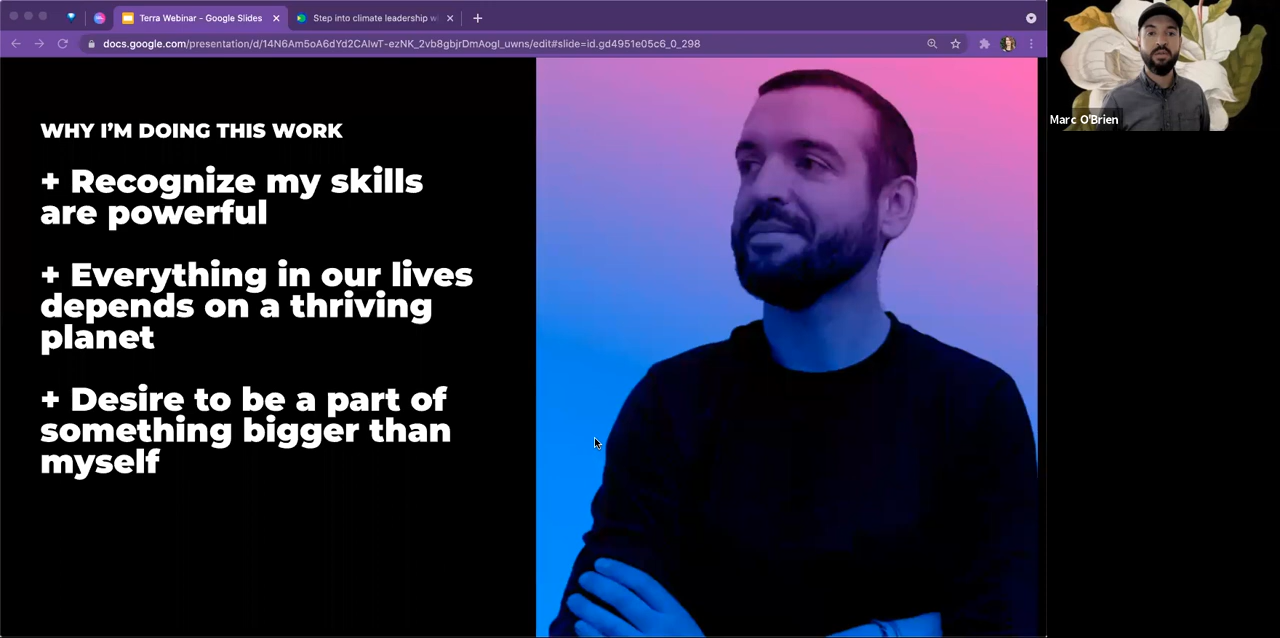 Terra Webinar - Google Slides
Step into climate leadership w
docs.google.com/presentation/d/14N6Am5oA6dYd2CAlwT-ezNK_2vb8gbjrDmAogI_uwns/edit#slide=id.gd4951e05c6_0_298
WHY I’M DOING THIS WORK
+ Recognize my skills
are powerful
+ Everything in our lives
depends on a thriving
planet
+ Desire to be a part of
something bigger than
myself
Marc O'Brien